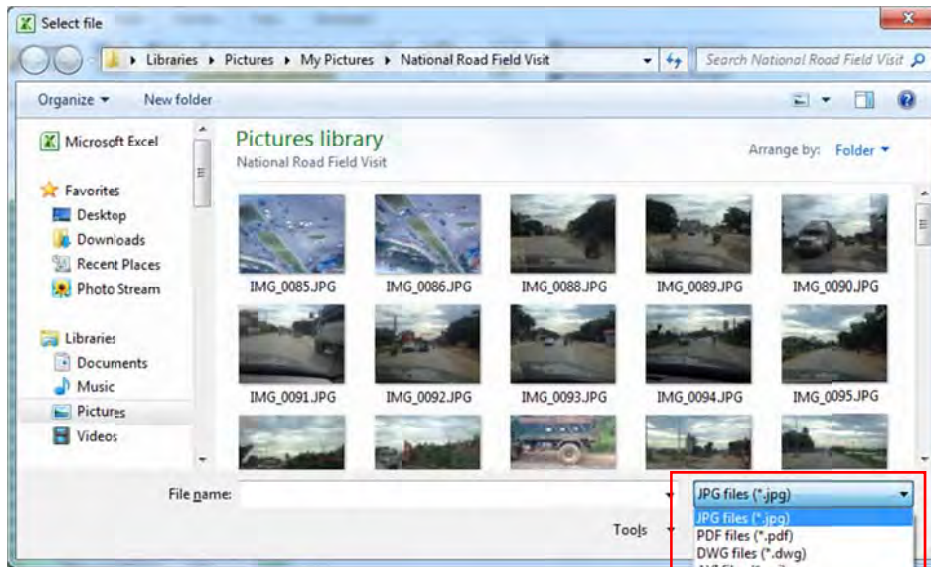 Select file
Libraries ▸ Pictures ▸ My Pictures ▸ National Road Field Visit
Search National Road Field Visit
Organize
New folder
Microsoft Excel
Favorites
Desktop
Downloads
Recent Places
Photo Stream
Libraries
Documents
Music
Pictures
Videos
Pictures library
National Road Field Visit
Arrange by: Folder
IMG_0085.JPG IMG_0086.JPG IMG_0088.JPG IMG_0089.JPG IMG_0090.JPG
IMG_0091.JPG IMG_0092.JPG IMG_0093.JPG IMG_0094.JPG IMG_0095.JPG
File name:
JPG files (*.jpg)
Tools
JPG files (*.jpg)
PDF files (*.pdf)
DWG files (*.dwg)